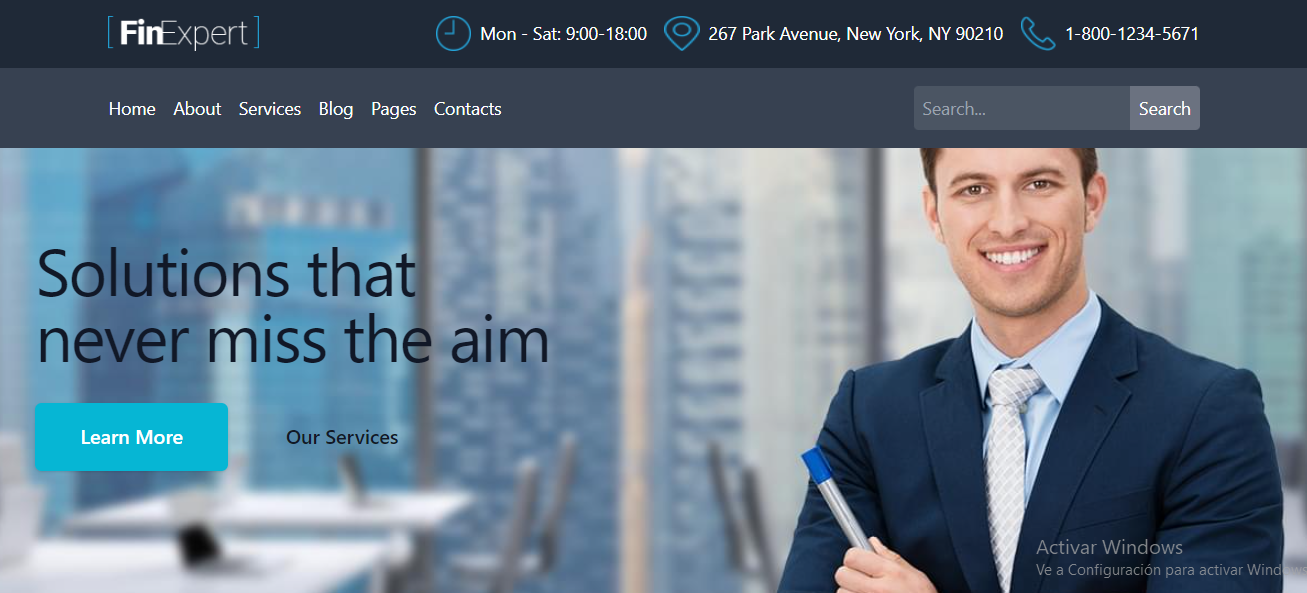 [ FinExpert ]
Mon - Sat: 9:00-18:00
267 Park Avenue, New York, NY 90210
1-800-1234-5671
Home About Services Blog Pages Contacts
Search... Search
Solutions that
never miss the aim
Learn More Our Services
Activar Windows
Ve a Configuración para activar Windows